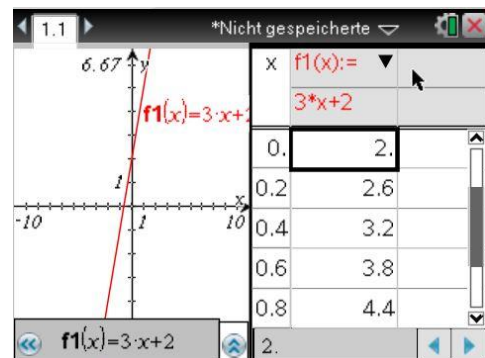 1.1
*Nicht gespeicherte
6.67
y
f1(x)=3·x+
1
x
-10
1
10
f1(x)=3·x+2
x f1(x):=
3*x+2
0. 2.
0.2 2.6
0.4 3.2
0.6 3.8
0.8 4.4
2.